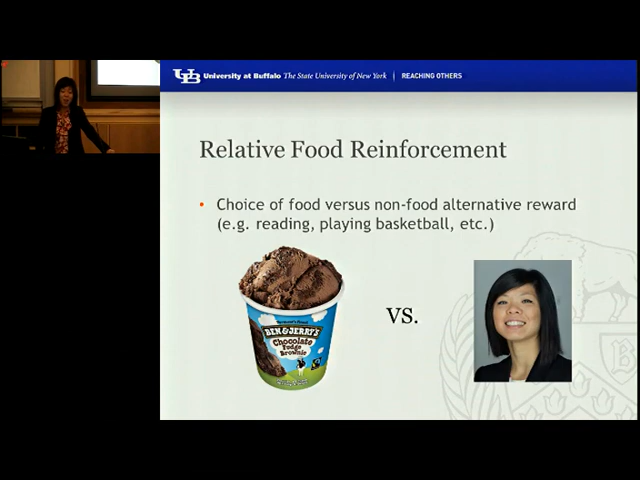 UB University at Buffalo The State University of New York | REACHING OTHERS
Relative Food Reinforcement
• Choice of food versus non-food alternative reward
(e.g. reading, playing basketball, etc.)
BEN & JERRY'S
Chocolate
Fudge
Brownie
vs.